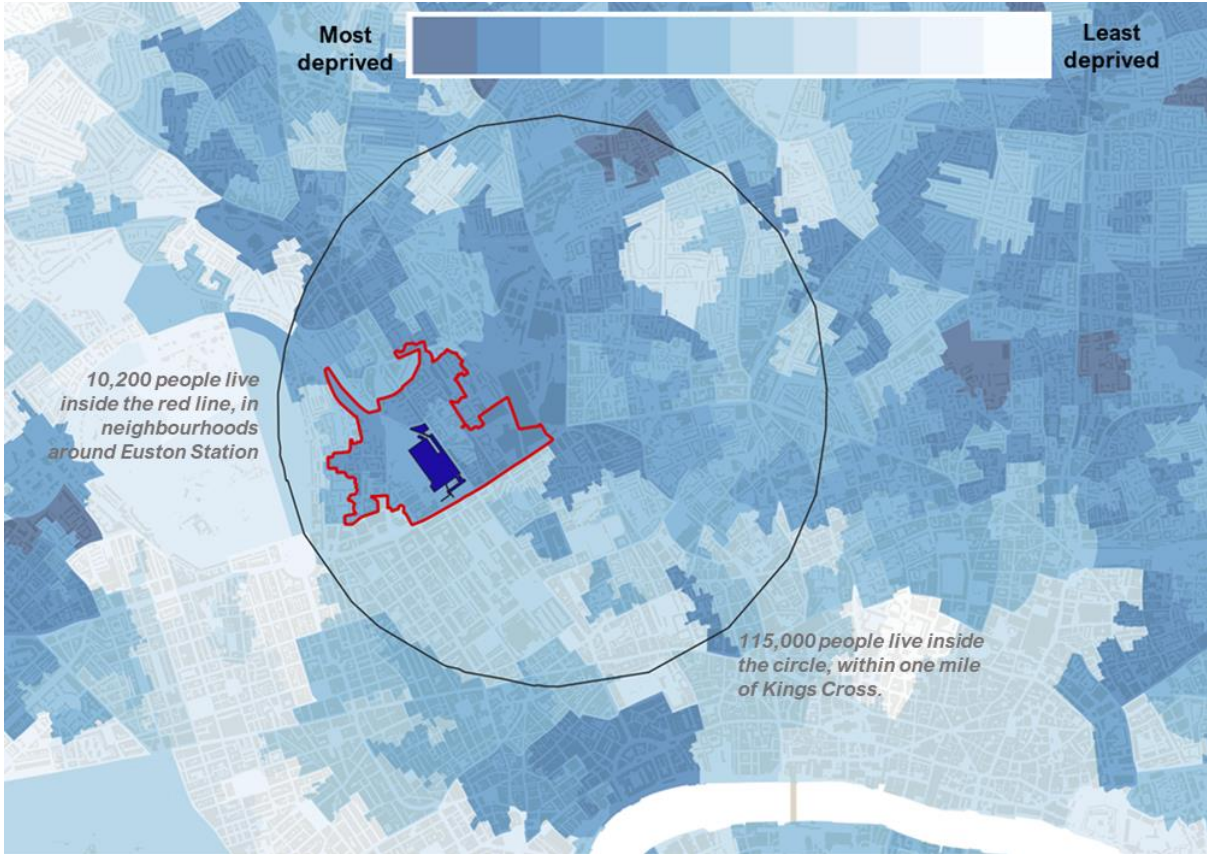 Most
deprived
Least
deprived
10,200 people live
inside the red line, in
neighbourhoods
around Euston Station
115,000 people live inside
the circle, within one mile
of Kings Cross.